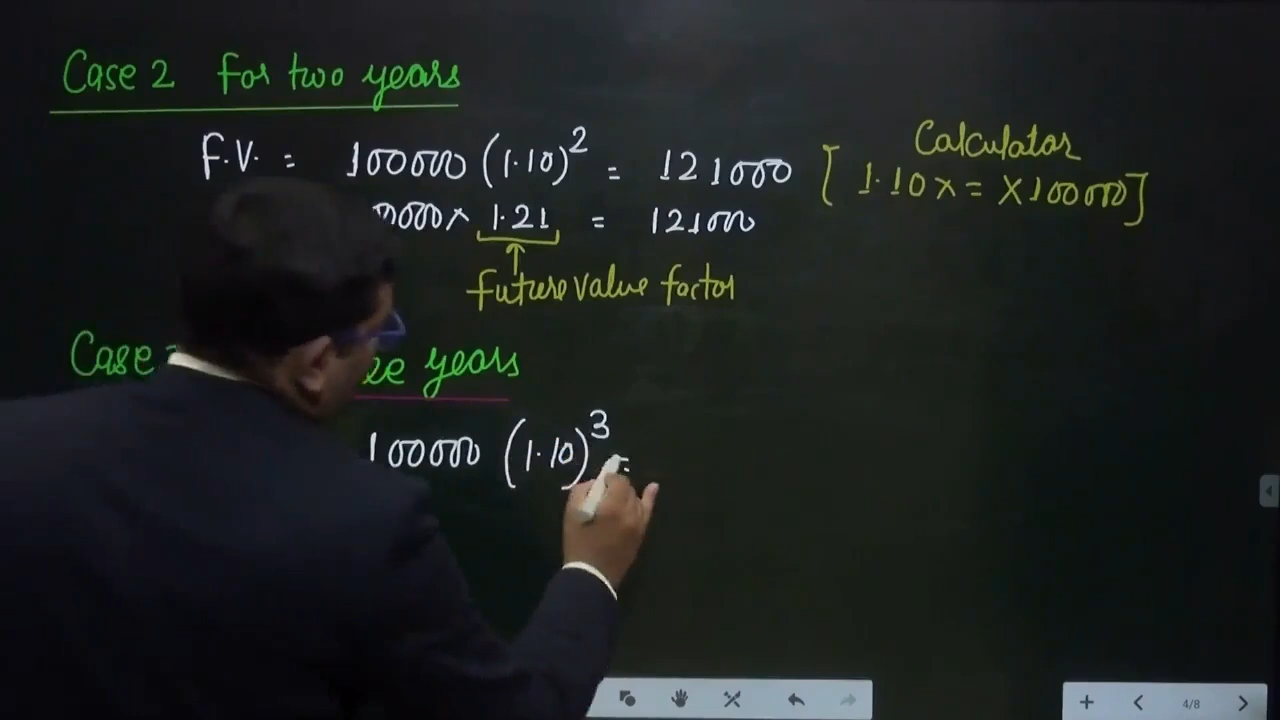 Case 2 for two years
F.V. = 100000 (1.10)² = 121000
Calculator
[ 1.10 × = × 100000 ]
0000 × 1.21 = 121000
future value factor
Case ee years
100000 (1.10)³ =
4/8